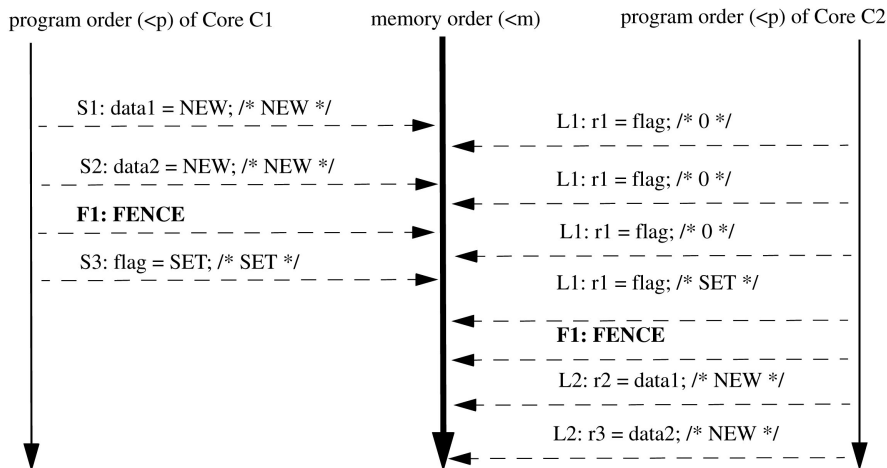 program order (<p) of Core C1
memory order (<m)
program order (<p) of Core C2
S1: data1 = NEW; /* NEW */
S2: data2 = NEW; /* NEW */
F1: FENCE
S3: flag = SET; /* SET */
L1: r1 = flag; /* 0 */
L1: r1 = flag; /* 0 */
L1: r1 = flag; /* 0 */
L1: r1 = flag; /* SET */
F1: FENCE
L2: r2 = data1; /* NEW */
L2: r3 = data2; /* NEW */